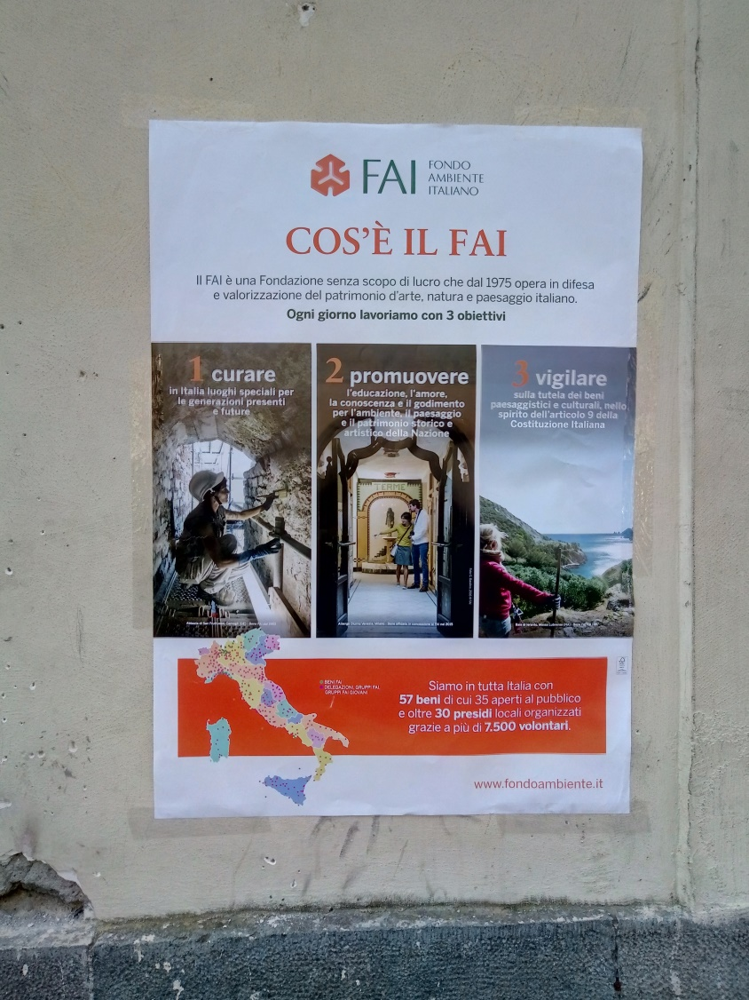 FAI
FONDO
AMBIENTE
ITALIANO
COS'È IL FAI
Il FAI è una Fondazione senza scopo di lucro che dal 1975 opera in difesa
e valorizzazione del patrimonio d'arte, natura e paesaggio italiano.
Ogni giorno lavoriamo con 3 obiettivi
1 curare
in Italia luoghi speciali per
le generazioni presenti
e future
2 promuovere
l'educazione, l'amore,
la conoscenza e il godimento
per l'ambiente, il paesaggio
e il patrimonio storico e
artistico della Nazione
3 vigilare
sulla tutela dei beni
paesaggistici e culturali, nello
spirito dell'articolo 9 della
Costituzione Italiana
TERME
BENI FAI
DELEGAZIONI, GRUPPI FAI,
GRUPPI FAI GIOVANI
Siamo in tutta Italia con
57 beni di cui 35 aperti al pubblico
e oltre 30 presidi locali organizzati
grazie a più di 7.500 volontari.
www.fondoambiente.it